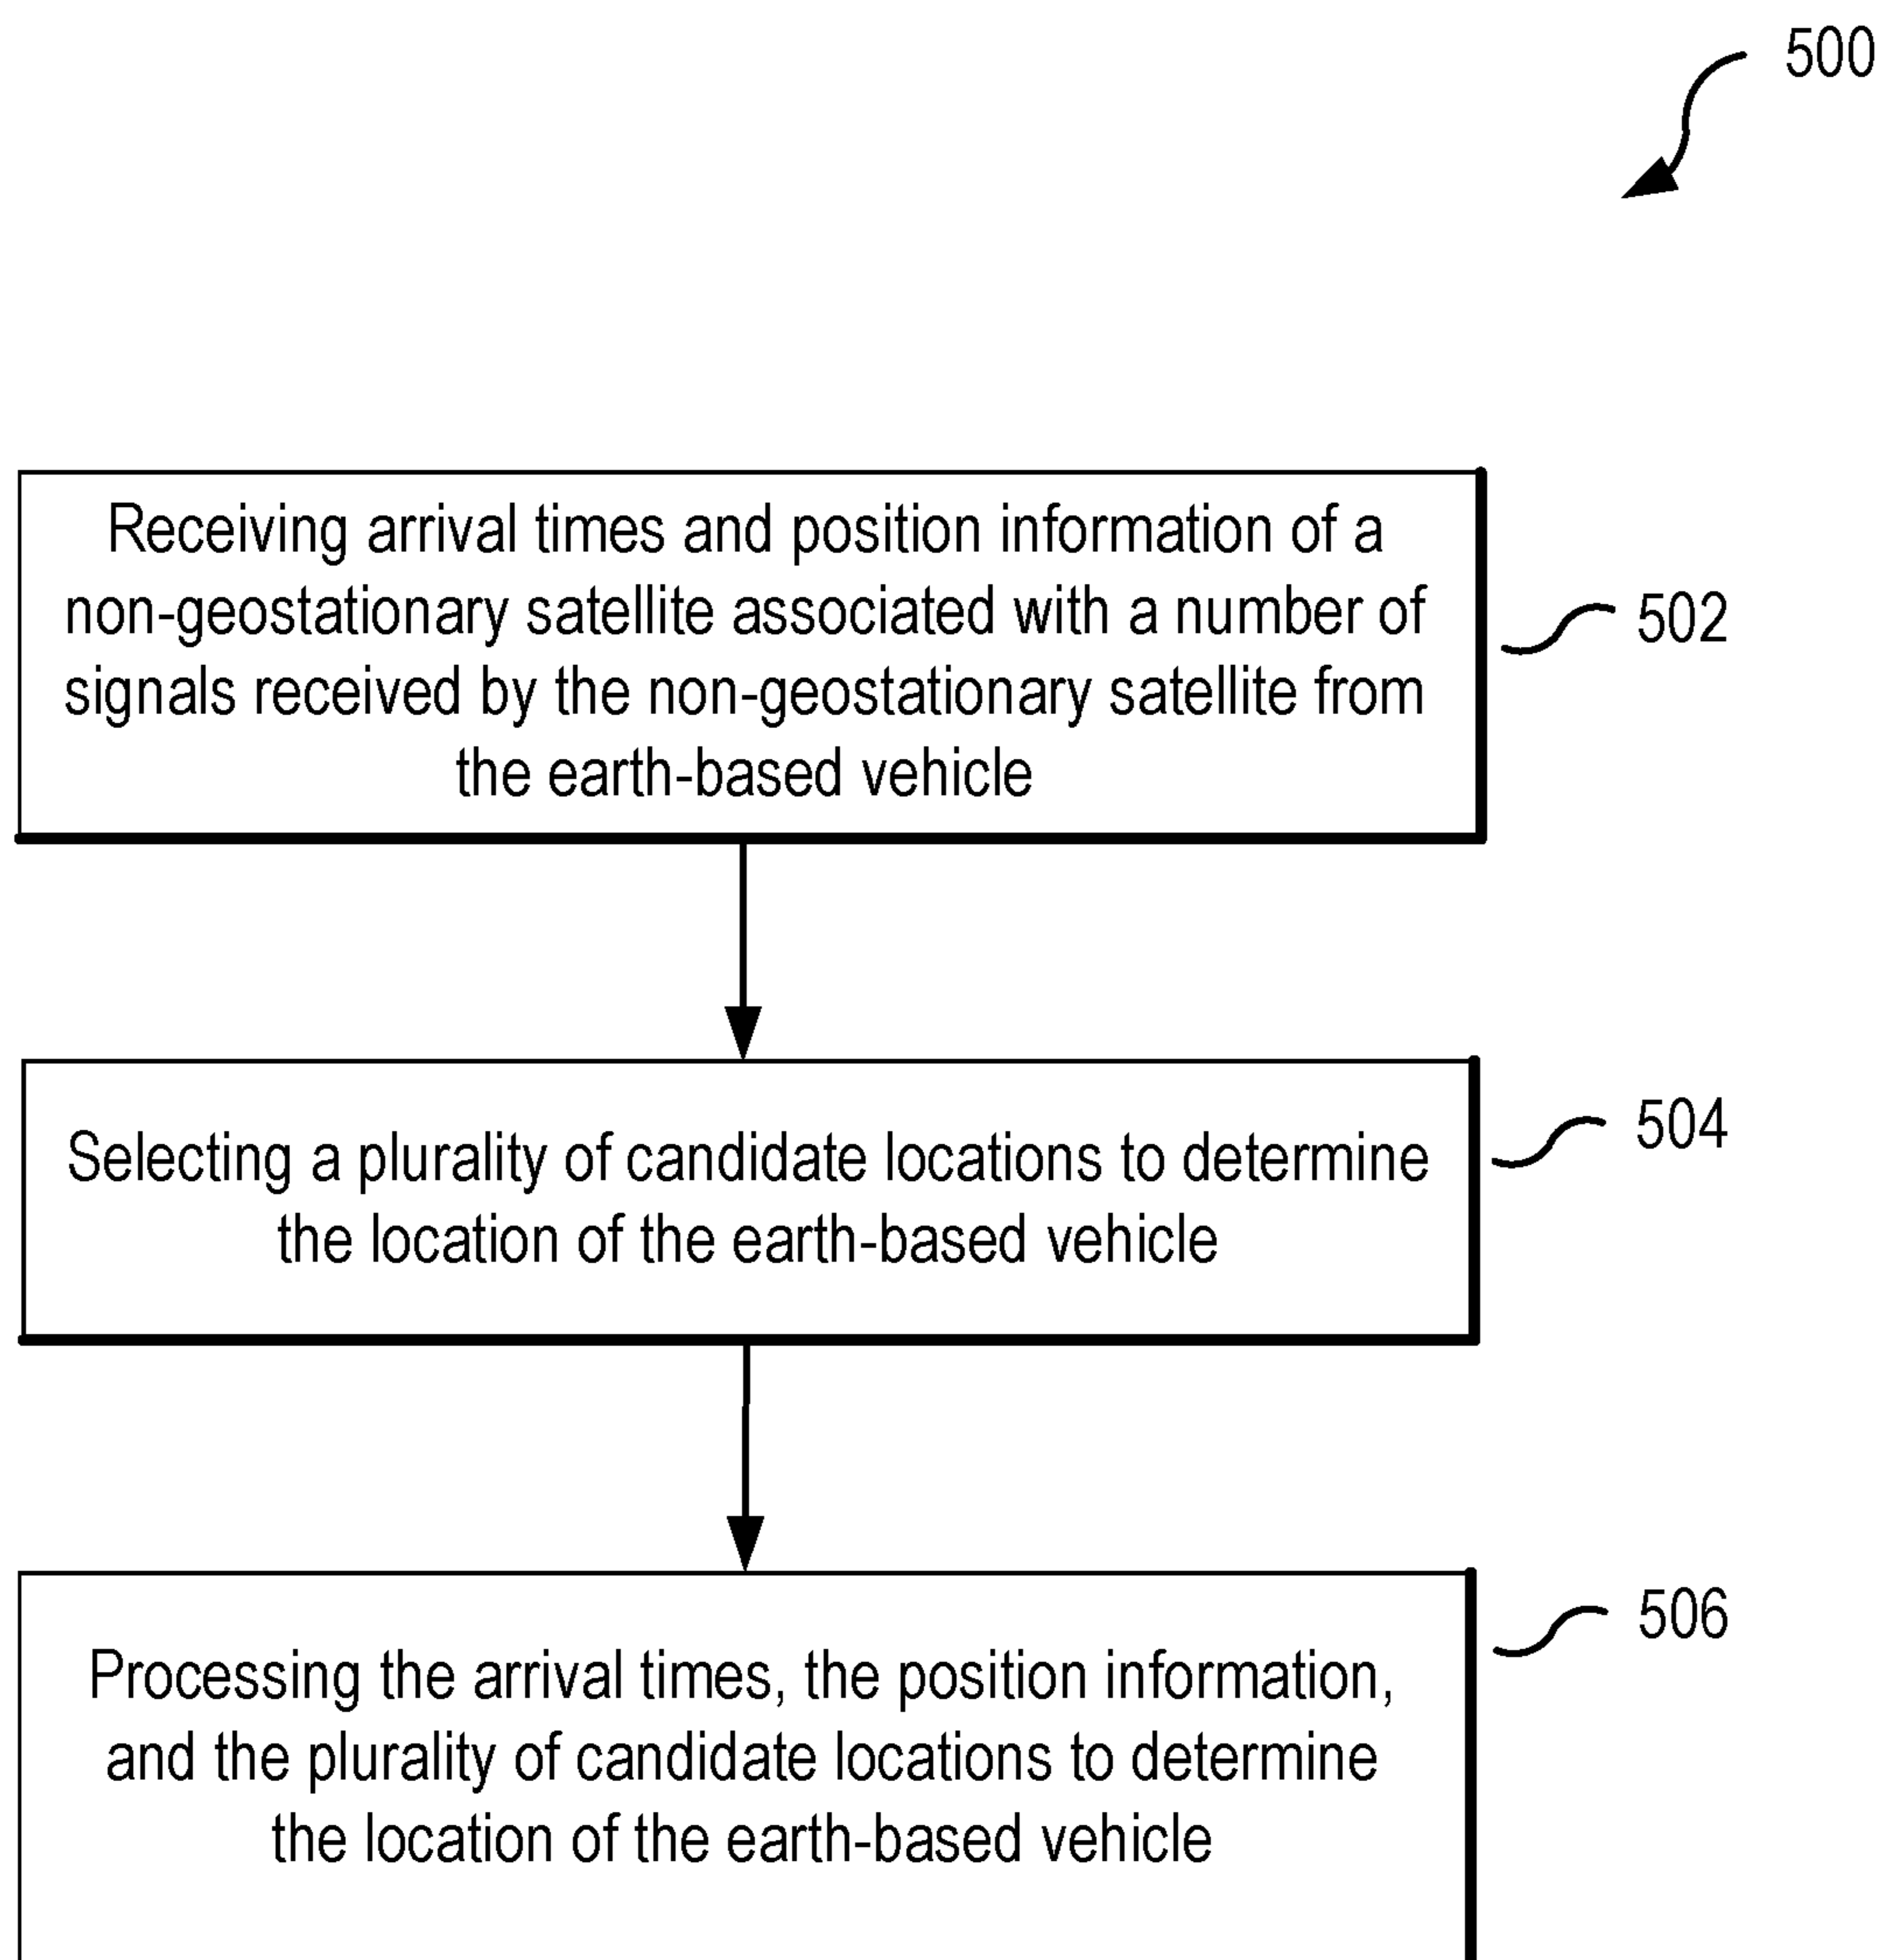 500
Receiving arrival times and position information of a
non-geostationary satellite associated with a number of
signals received by the non-geostationary satellite from
the earth-based vehicle
502
Selecting a plurality of candidate locations to determine
the location of the earth-based vehicle
504
Processing the arrival times, the position information,
and the plurality of candidate locations to determine
the location of the earth-based vehicle
506